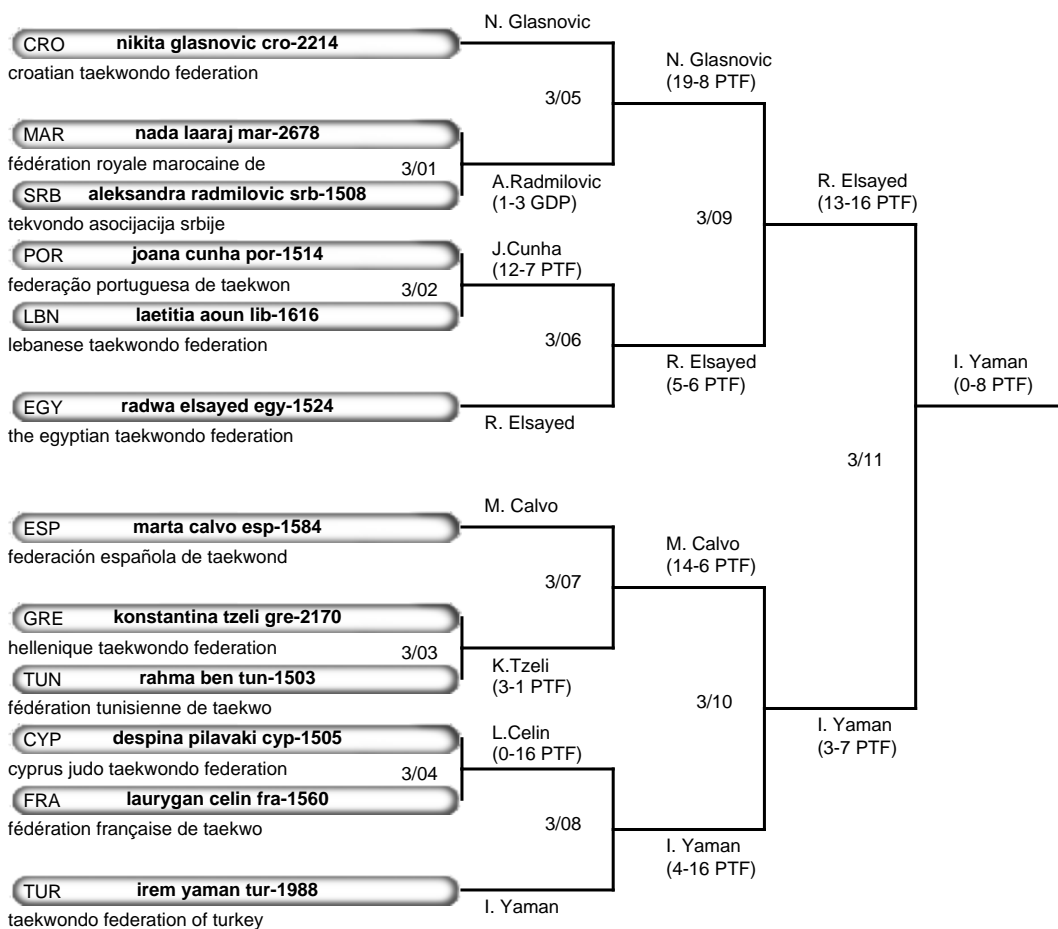 N. Glasnovic
CRO nikita glasnovic cro-2214
croatian taekwondo federation
N. Glasnovic
(19-8 PTF)
3/05
MAR nada laaraj mar-2678
fédération royale marocaine de
3/01
SRB aleksandra radmilovic srb-1508
tekvondo asocijacija srbije
A.Radmilovic
(1-3 GDP)
R. Elsayed
(13-16 PTF)
3/09
POR joana cunha por-1514
federação portuguesa de taekwon
J.Cunha
(12-7 PTF)
3/02
LBN laetitia aoun lib-1616
lebanese taekwondo federation
3/06
R. Elsayed
(5-6 PTF)
I. Yaman
(0-8 PTF)
EGY radwa elsayed egy-1524
the egyptian taekwondo federation
R. Elsayed
3/11
M. Calvo
ESP marta calvo esp-1584
federación española de taekwond
M. Calvo
(14-6 PTF)
3/07
GRE konstantina tzeli gre-2170
hellenique taekwondo federation
3/03
TUN rahma ben tun-1503
fédération tunisienne de taekwo
K.Tzeli
(3-1 PTF)
3/10
I. Yaman
(3-7 PTF)
CYP despina pilavaki cyp-1505
cyprus judo taekwondo federation
L.Celin
(0-16 PTF)
3/04
FRA laurygan celin fra-1560
fédération française de taekwo
3/08
I. Yaman
(4-16 PTF)
TUR irem yaman tur-1988
taekwondo federation of turkey
I. Yaman